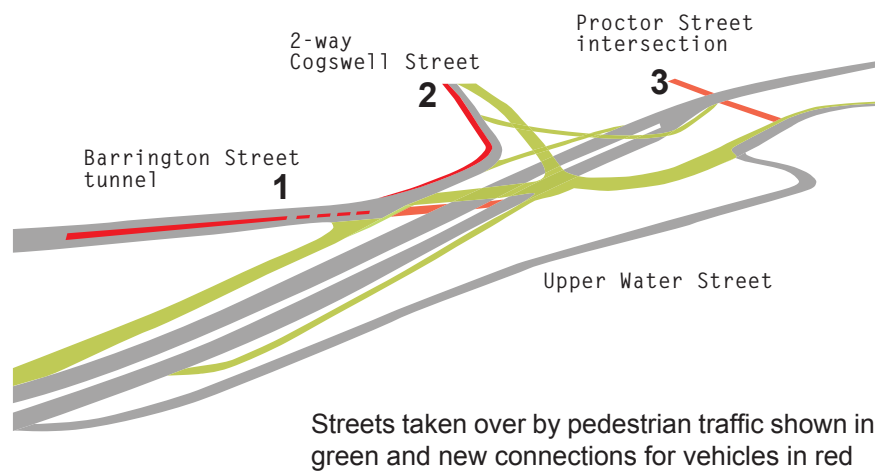 Proctor Street
intersection
3
2-way
Cogswell Street
2
Barrington Street
tunnel
1
Upper Water Street
Streets taken over by pedestrian traffic shown in
green and new connections for vehicles in red